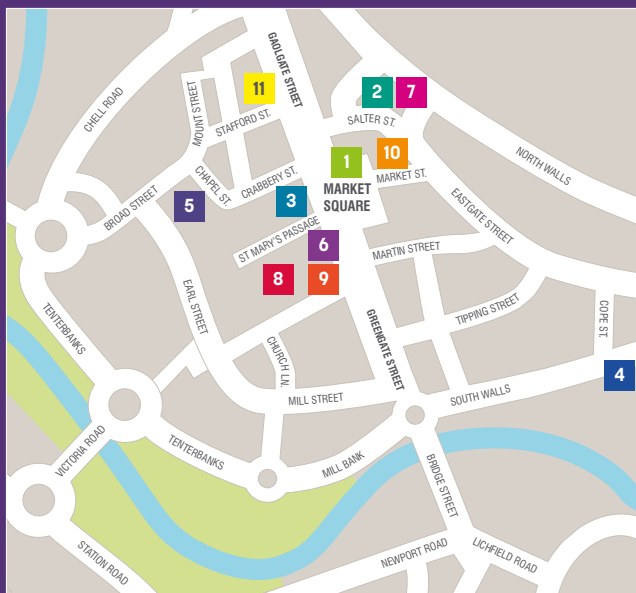 GAOLGATE STREET
CHELL ROAD
MOUNT STREET
11
2
7
STAFFORD ST.
SALTER ST.
1
10
NORTH WALLS
CHAPEL ST.
CRABBERY ST.
MARKET ST.
MARKET
SQUARE
5
BROAD STREET
3
EASTGATE STREET
ST MARY'S PASSAGE
6
MARTIN STREET
8
9
EARL STREET
TENTERBANKS
GREENGATE STREET
TIPPING STREET
COPE ST.
CHURCH LN.
4
MILL STREET
SOUTH WALLS
VICTORIA ROAD
TENTERBANKS
MILL BANK
BRIDGE STREET
STATION ROAD
NEWPORT ROAD
LICHFIELD ROAD